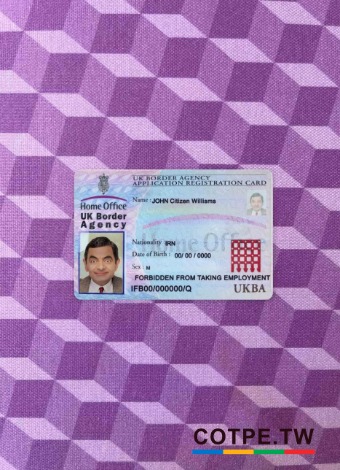 UK BORDER AGENCY
APPLICATION REGISTRATION CARD
Name : JOHN Citizen Williams
Home Office
UK Border
Agency
Home Office
Nationality IRN
Date of Birth : 00/ 00 / 0000
Sex : M
FORBIDDEN FROM TAKING EMPLOYMENT
IFB00/000000/Q
UKBA
COTPE.TW